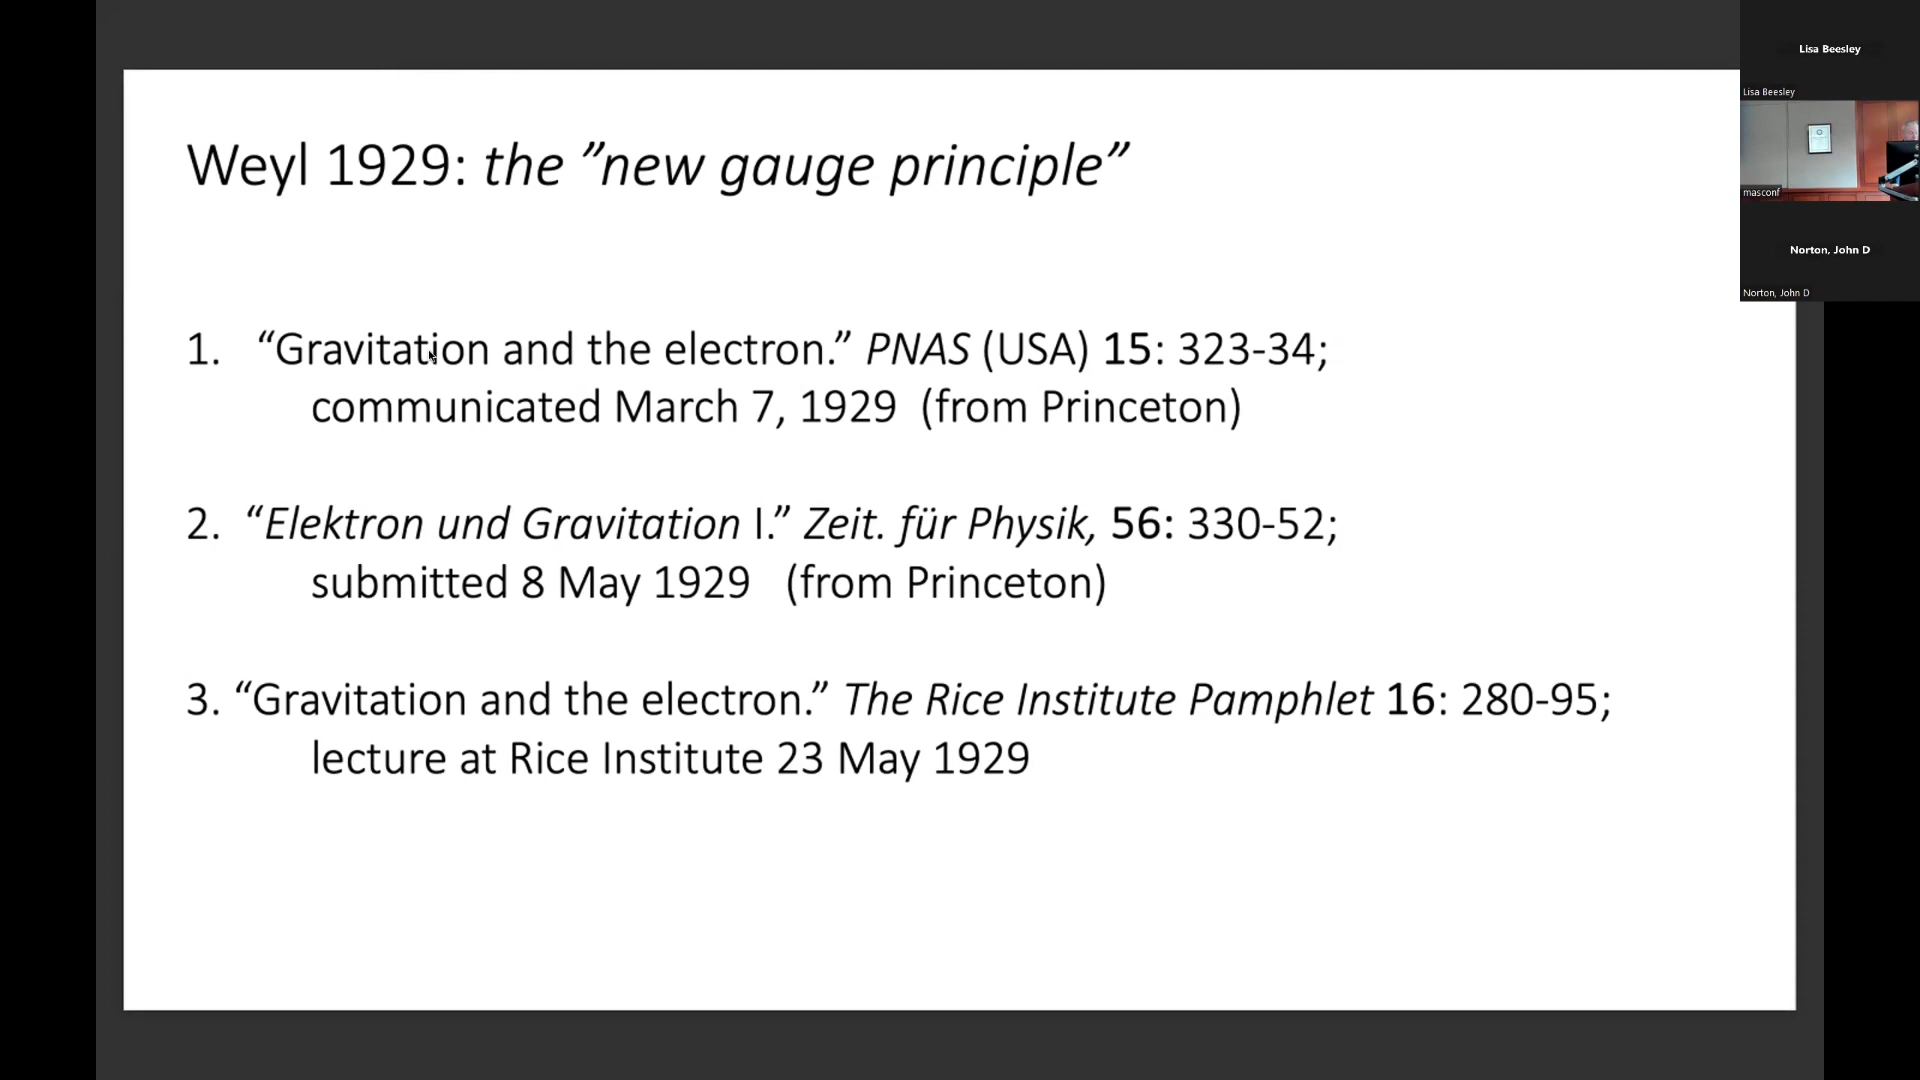 Weyl 1929: the ”new gauge principle”
1. “Gravitation and the electron.” PNAS (USA) 15: 323-34;
communicated March 7, 1929 (from Princeton)
2. “Elektron und Gravitation I.” Zeit. für Physik, 56: 330-52;
submitted 8 May 1929 (from Princeton)
3. “Gravitation and the electron.” The Rice Institute Pamphlet 16: 280-95;
lecture at Rice Institute 23 May 1929
Lisa Beesley
Lisa Beesley
masconf
Norton, John D
Norton, John D